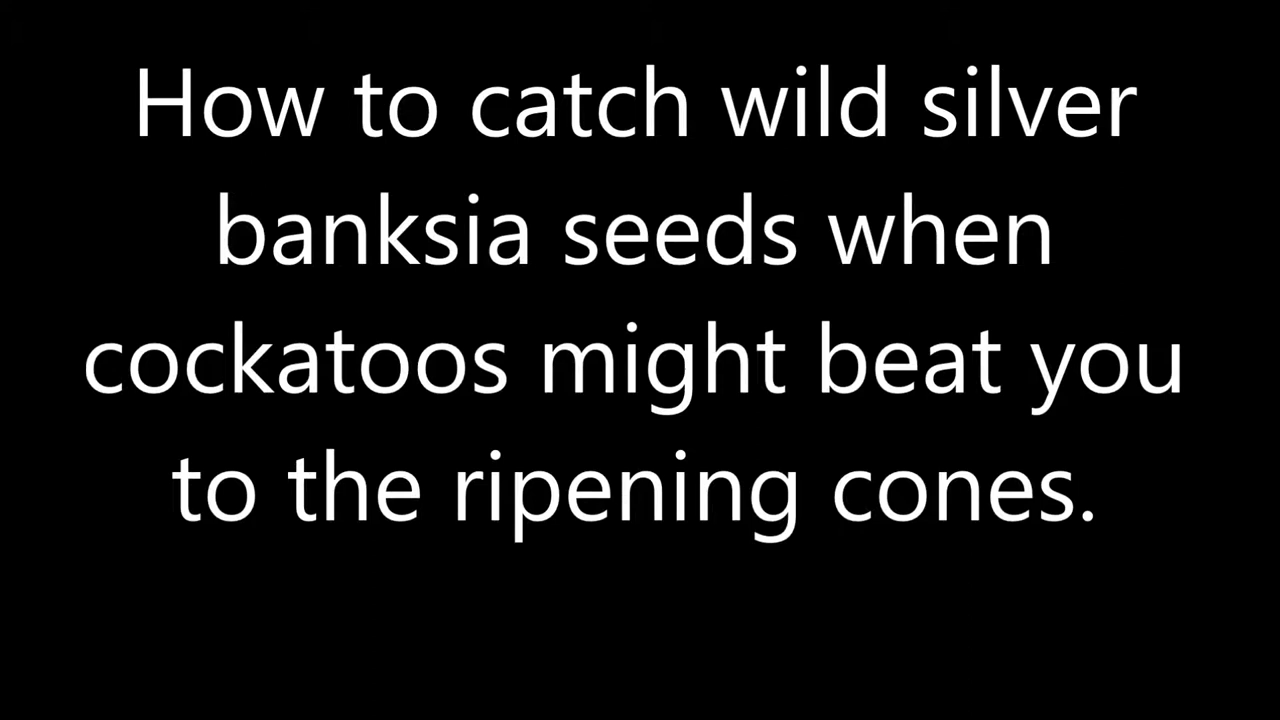 How to catch wild silver
banksia seeds when
cockatoos might beat you
to the ripening cones.